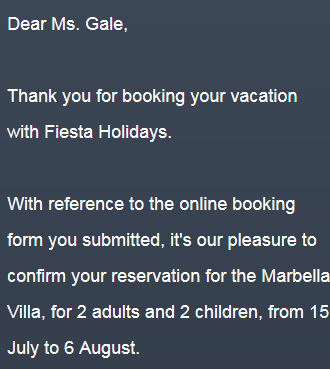 Dear Ms. Gale,
Thank you for booking your vacation
with Fiesta Holidays.
With reference to the online booking
form you submitted, it's our pleasure to
confirm your reservation for the Marbella
Villa, for 2 adults and 2 children, from 15
July to 6 August.